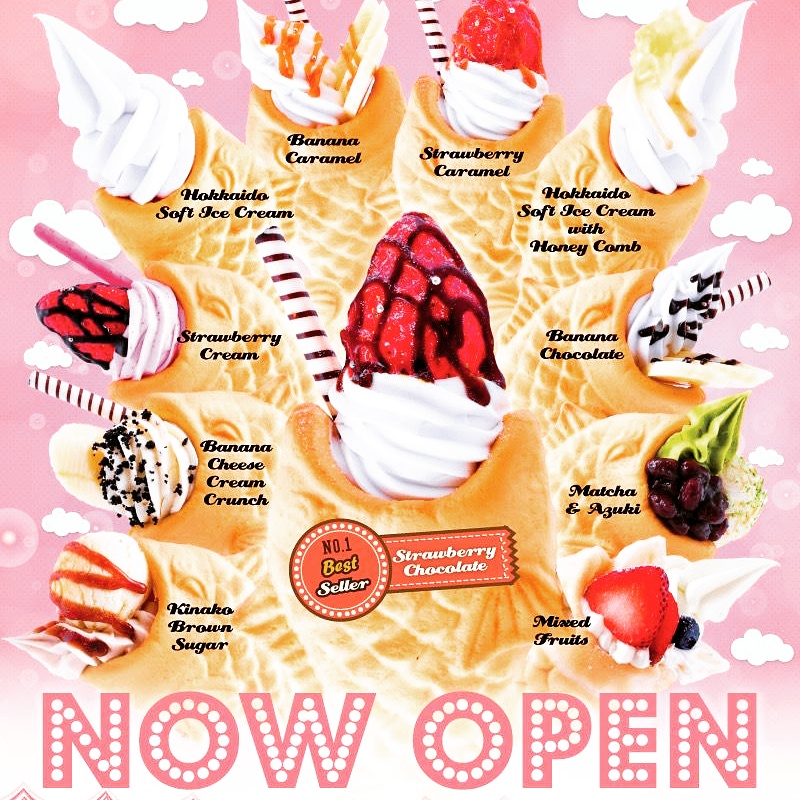 Banana
Caramel
Strawberry
Caramel
Hokkaido
Soft Ice Cream
Hokkaido
Soft Ice Cream
with
Honey Comb
Strawberry
Cream
Banana
Chocolate
Banana
Cheese
Cream
Crunch
Matcha
& Azuki
NO.1
Best
Seller
Strawberry
Chocolate
Kinako
Brown
Sugar
Mixed
Fruits
NOW OPEN